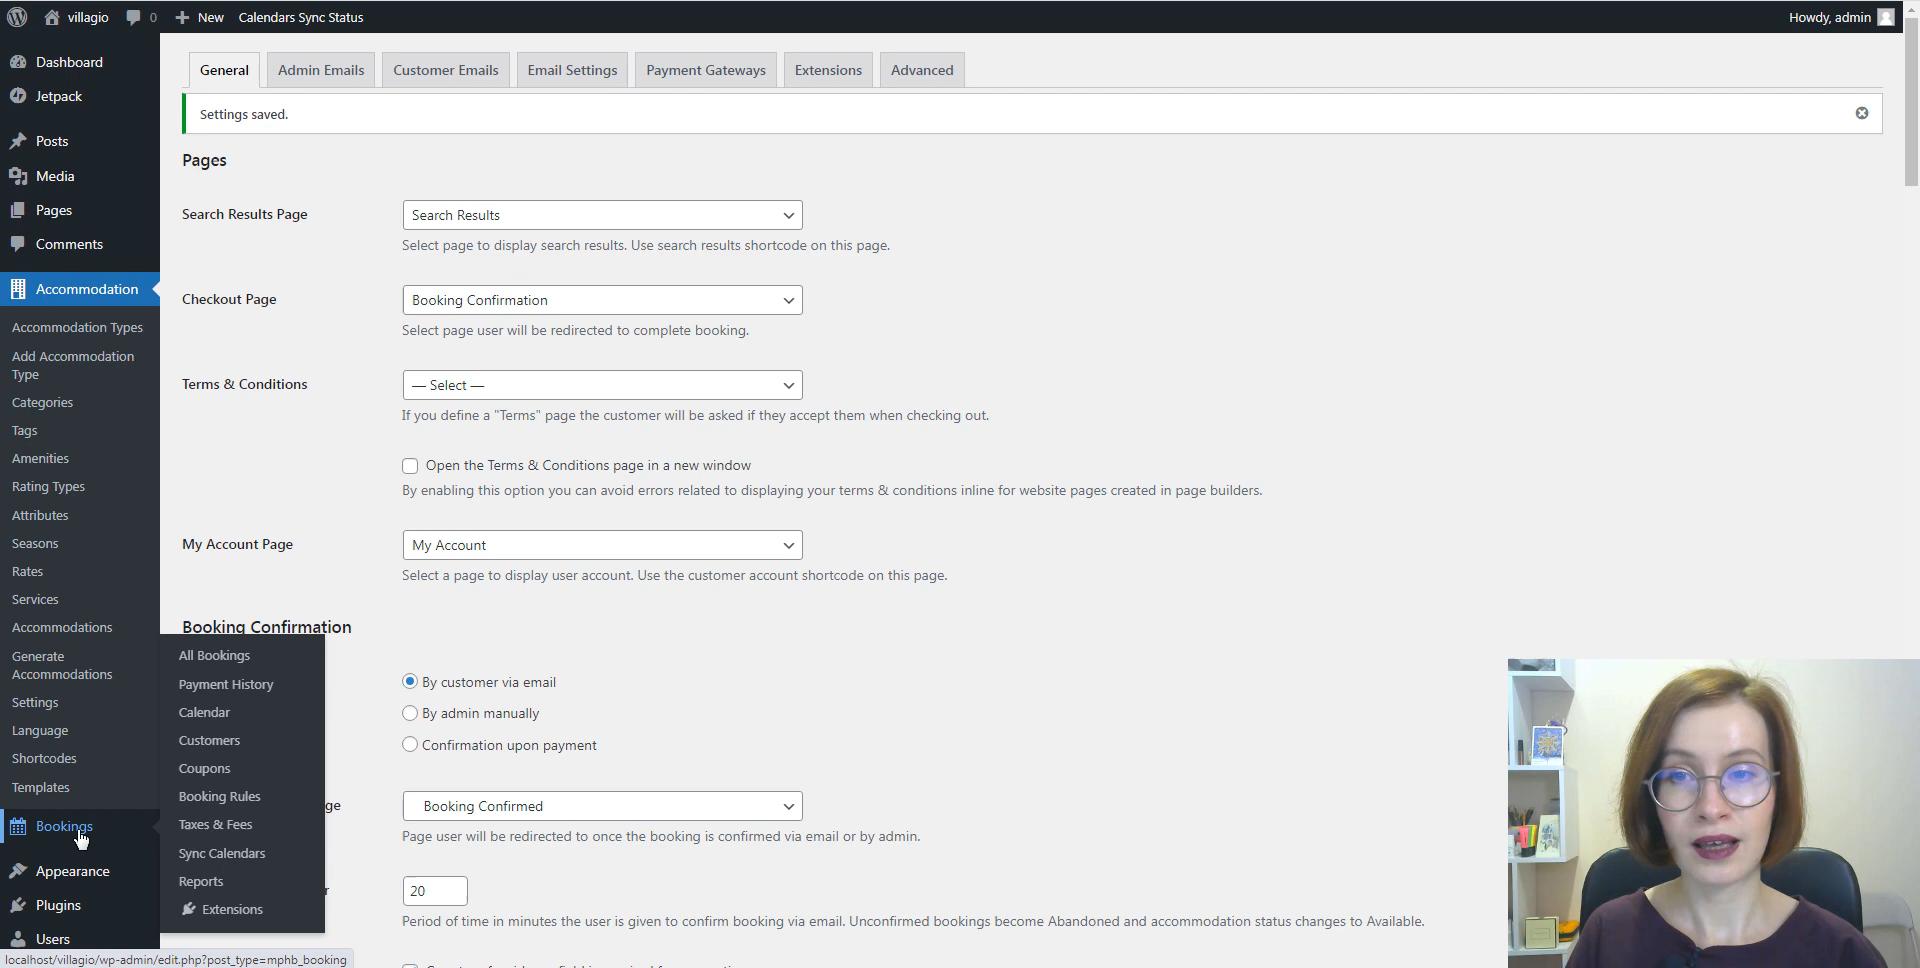 villagio
0
New
Calendars Sync Status
Howdy, admin
Dashboard
Jetpack
Posts
Media
Pages
Comments
Accommodation
Accommodation Types
Add Accommodation
Type
Categories
Tags
Amenities
Rating Types
Attributes
Seasons
Rates
Services
Accommodations
Generate
Accommodations
Settings
Language
Shortcodes
Templates
Bookings
Appearance
Plugins
Users
All Bookings
Payment History
Calendar
Customers
Coupons
Booking Rules
Taxes & Fees
Sync Calendars
Reports
Extensions
General
Admin Emails
Customer Emails
Email Settings
Payment Gateways
Extensions
Advanced
Settings saved.
Pages
Search Results Page
Search Results
Select page to display search results. Use search results shortcode on this page.
Checkout Page
Booking Confirmation
Select page user will be redirected to complete booking.
Terms & Conditions
— Select —
If you define a "Terms" page the customer will be asked if they accept them when checking out.
Open the Terms & Conditions page in a new window
By enabling this option you can avoid errors related to displaying your terms & conditions inline for website pages created in page builders.
My Account Page
My Account
Select a page to display user account. Use the customer account shortcode on this page.
Booking Confirmation
By customer via email
By admin manually
Confirmation upon payment
ge
Booking Confirmed
Page user will be redirected to once the booking is confirmed via email or by admin.
r
20
Period of time in minutes the user is given to confirm booking via email. Unconfirmed bookings become Abandoned and accommodation status changes to Available.
localhost/villagio/wp-admin/edit.php?post_type=mphb_booking